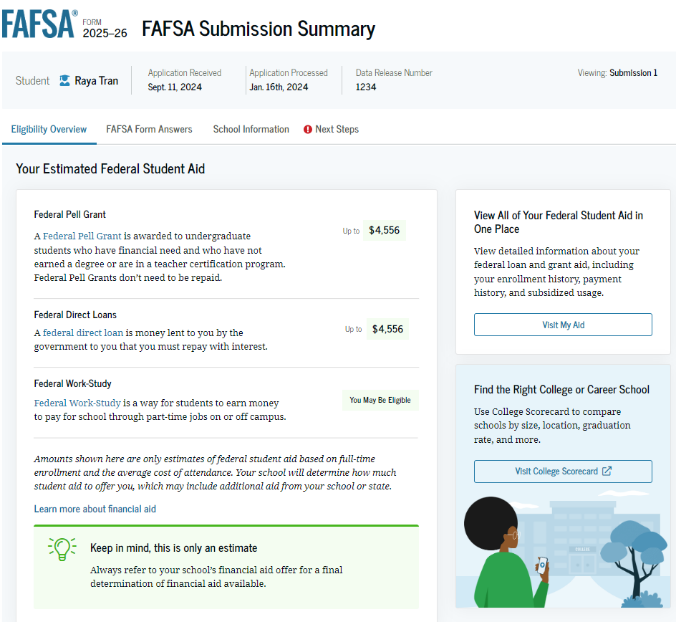 FAFSA® FORM 2025–26 FAFSA Submission Summary
Student Raya Tran
Application Received
Sept. 11, 2024
Application Processed
Jan. 16th, 2024
Data Release Number
1234
Viewing: Submission 1
Eligibility Overview FAFSA Form Answers School Information Next Steps
Your Estimated Federal Student Aid
Federal Pell Grant
A Federal Pell Grant is awarded to undergraduate
students who have financial need and who have not
earned a degree or are in a teacher certification program.
Federal Pell Grants don't need to be repaid.
Up to $4,556
Federal Direct Loans
A federal direct loan is money lent to you by the
government to you that you must repay with interest.
Up to $4,556
Federal Work-Study
Federal Work-Study is a way for students to earn money
to pay for school through part-time jobs on or off campus.
You May Be Eligible
Amounts shown here are only estimates of federal student aid based on full-time
enrollment and the average cost of attendance. Your school will determine how much
student aid to offer you, which may include additional aid from your school or state.
Learn more about financial aid
Keep in mind, this is only an estimate
Always refer to your school's financial aid offer for a final
determination of financial aid available.
View All of Your Federal Student Aid in
One Place
View detailed information about your
federal loan and grant aid, including
your enrollment history, payment
history, and subsidized usage.
Visit My Aid
Find the Right College or Career School
Use College Scorecard to compare
schools by size, location, graduation
rate, and more.
Visit College Scorecard